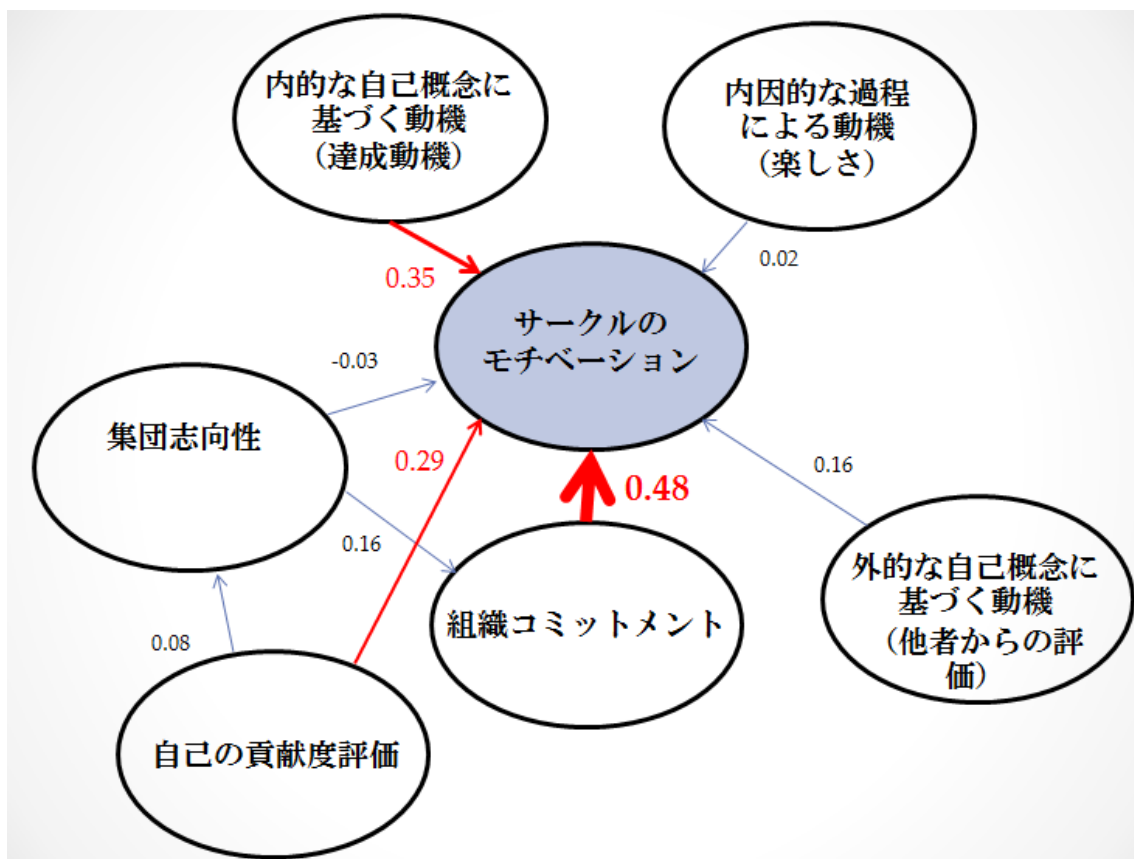 内的な自己概念に
基づく動機
（達成動機）
内因的な過程
による動機
（楽しさ）
0.35
0.02
サークルの
モチベーション
-0.03
集団志向性
0.29
0.48
0.16
0.16
外的な自己概念に
基づく動機
（他者からの評
価）
組織コミットメント
0.08
自己の貢献度評価